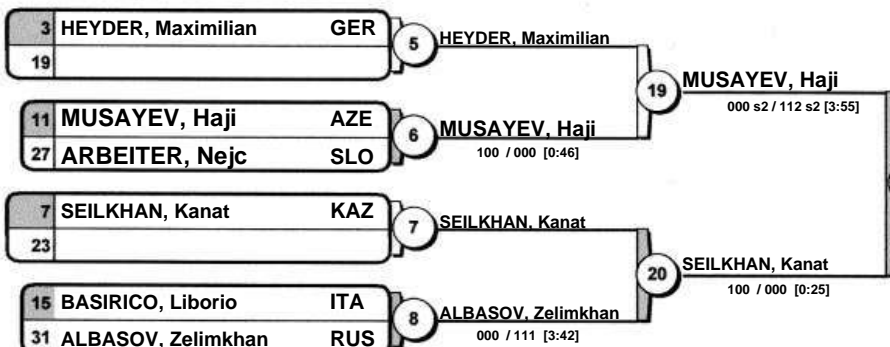 3 HEYDER, Maximilian GER
19
5
HEYDER, Maximilian
11 MUSAYEV, Haji AZE
27 ARBEITER, Nejc SLO
6
MUSAYEV, Haji
100 / 000 [0:46]
19
MUSAYEV, Haji
000 s2 / 112 s2 [3:55]
7 SEILKHAN, Kanat KAZ
23
7
SEILKHAN, Kanat
15 BASIRICO, Liborio ITA
31 ALBASOV, Zelimkhan RUS
8
ALBASOV, Zelimkhan
000 / 111 [3:42]
20
SEILKHAN, Kanat
100 / 000 [0:25]